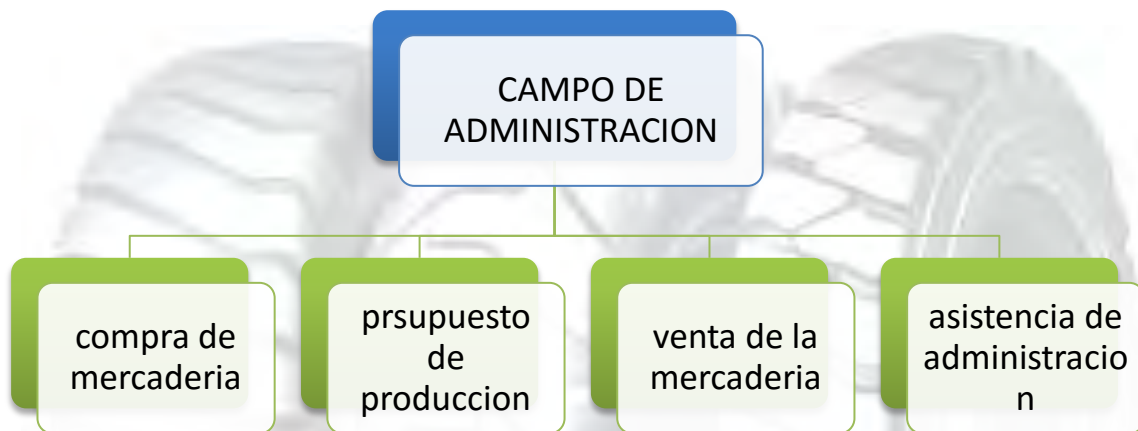 CAMPO DE
ADMINISTRACION
compra de
mercaderia
prsupuesto
de
produccion
venta de la
mercaderia
asistencia de
administracio
n